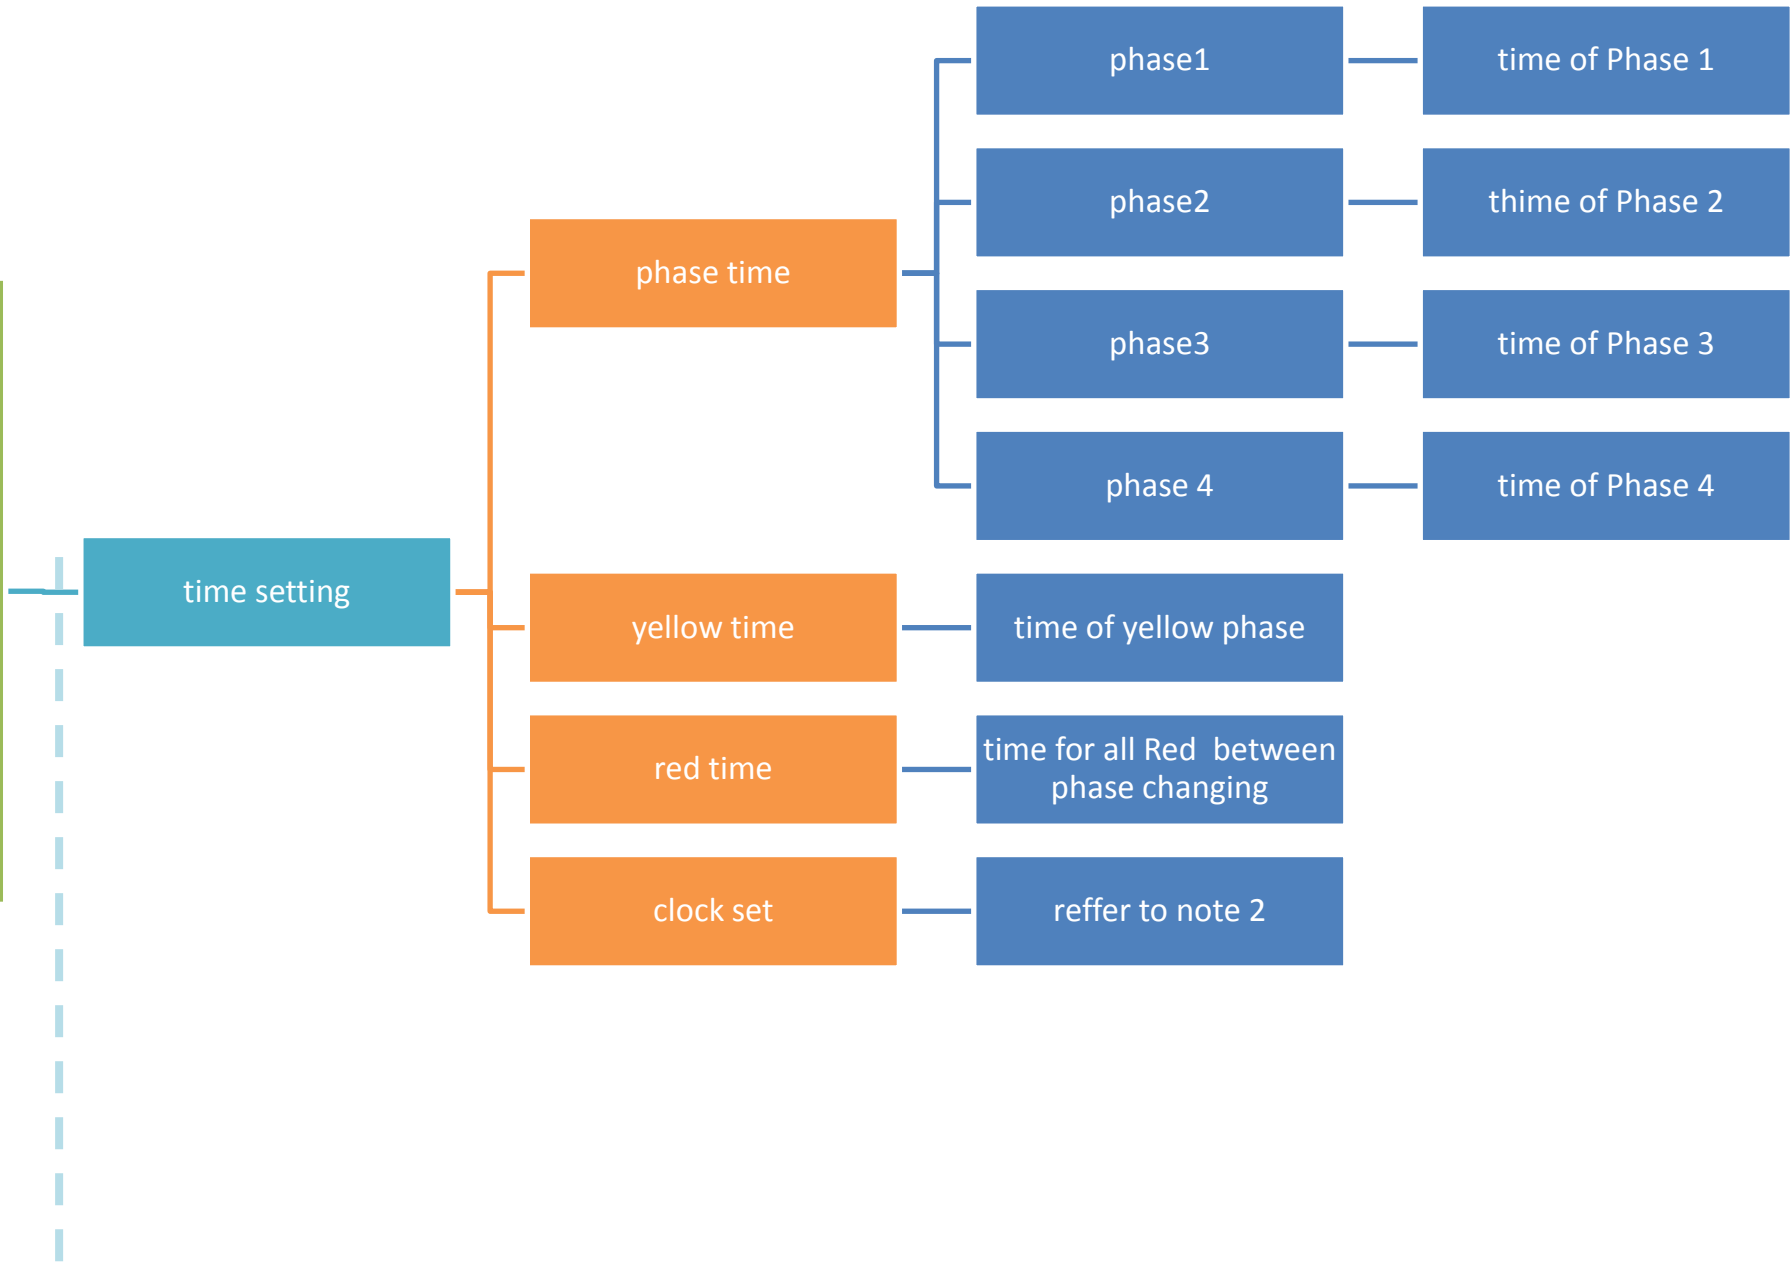 phase1
time of Phase 1
phase2
thime of Phase 2
phase time
phase3
time of Phase 3
phase 4
time of Phase 4
time setting
yellow time
time of yellow phase
red time
time for all Red  between
phase changing
clock set
reffer to note 2